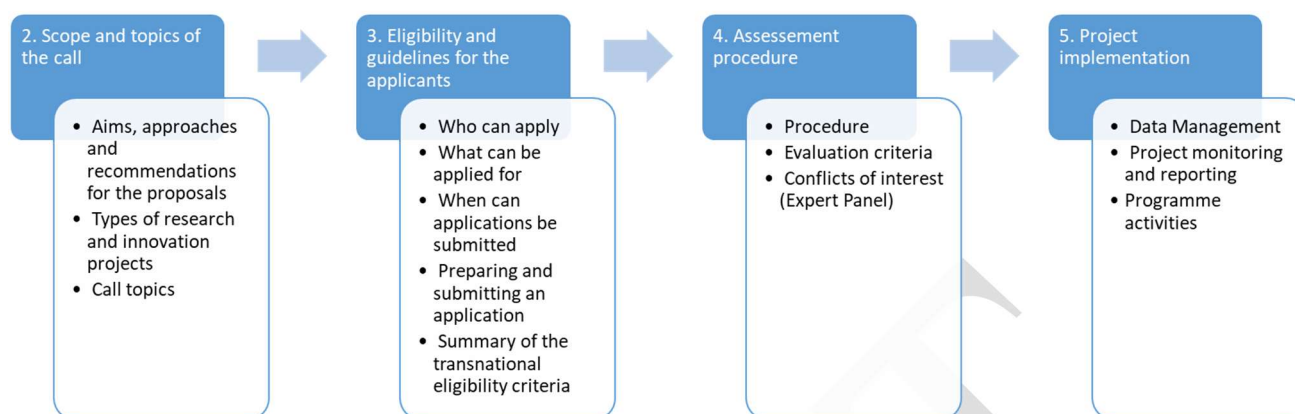 2. Scope and topics of
the call
• Aims, approaches
and
recommendations
for the proposals
• Types of research
and innovation
projects
• Call topics
3. Eligibility and
guidelines for the
applicants
• Who can apply
• What can be
applied for
• When can
applications be
submitted
• Preparing and
submitting an
application
• Summary of the
transnational
eligibility criteria
4. Assessement
procedure
• Procedure
• Evaluation criteria
• Conflicts of interest
(Expert Panel)
5. Project
implementation
• Data Management
• Project monitoring
and reporting
• Programme
activities